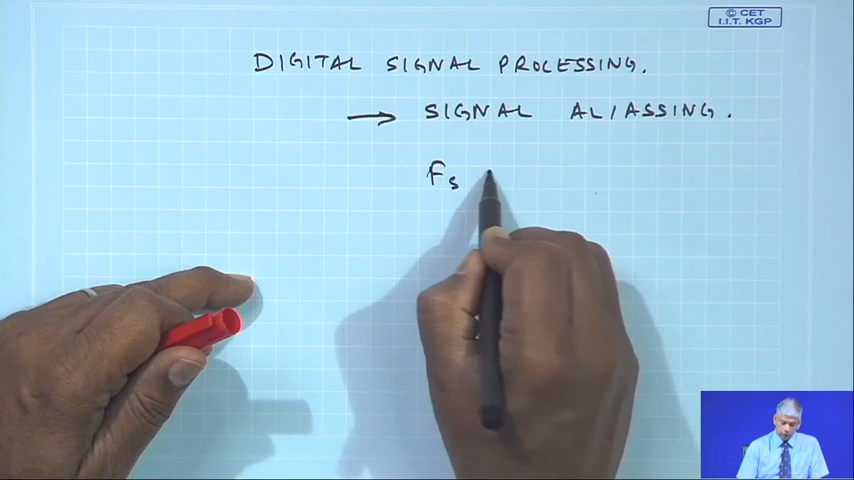 © CET
I.I.T. KGP
DIGITAL SIGNAL PROCESSING.
→ SIGNAL ALIASSING.
Fs